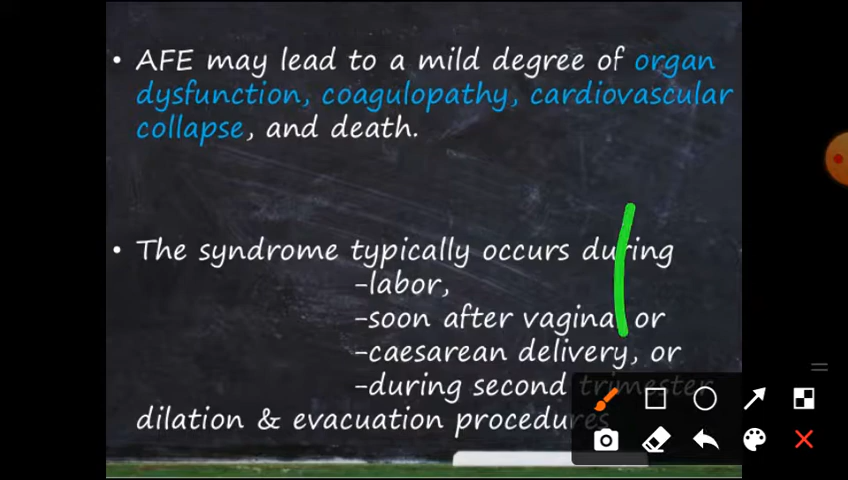 • AFE may lead to a mild degree of organ
dysfunction, coagulopathy, cardiovascular
collapse, and death.
• The syndrome typically occurs during
-labor,
-soon after vaginal or
-caesarean delivery, or
-during second trimester
dilation & evacuation procedures